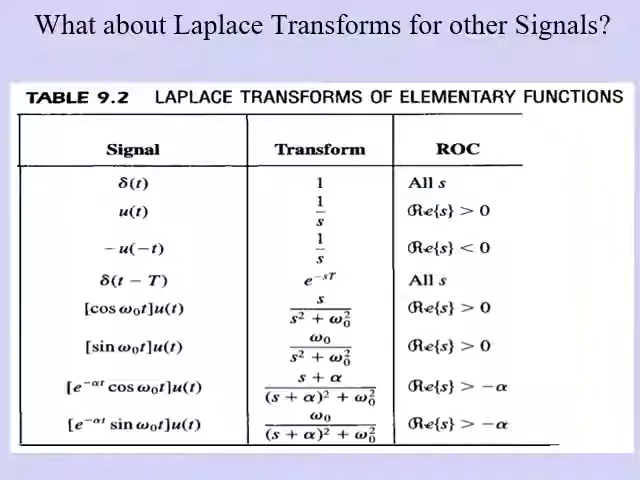 What about Laplace Transforms for other Signals?
TABLE 9.2 LAPLACE TRANSFORMS OF ELEMENTARY FUNCTIONS
Signal Transform ROC
δ(t) 1 All s
u(t) 1/s ℛe{s} > 0
−u(−t) 1/s ℛe{s} < 0
δ(t − T) e^{−sT} All s
[cos ω₀t]u(t) s/(s² + ω₀²) ℛe{s} > 0
[sin ω₀t]u(t) ω₀/(s² + ω₀²) ℛe{s} > 0
[e^{−αt} cos ω₀t]u(t) (s + α)/((s + α)² + ω₀²) ℛe{s} > −α
[e^{−αt} sin ω₀t]u(t) ω₀/((s + α)² + ω₀²) ℛe{s} > −α